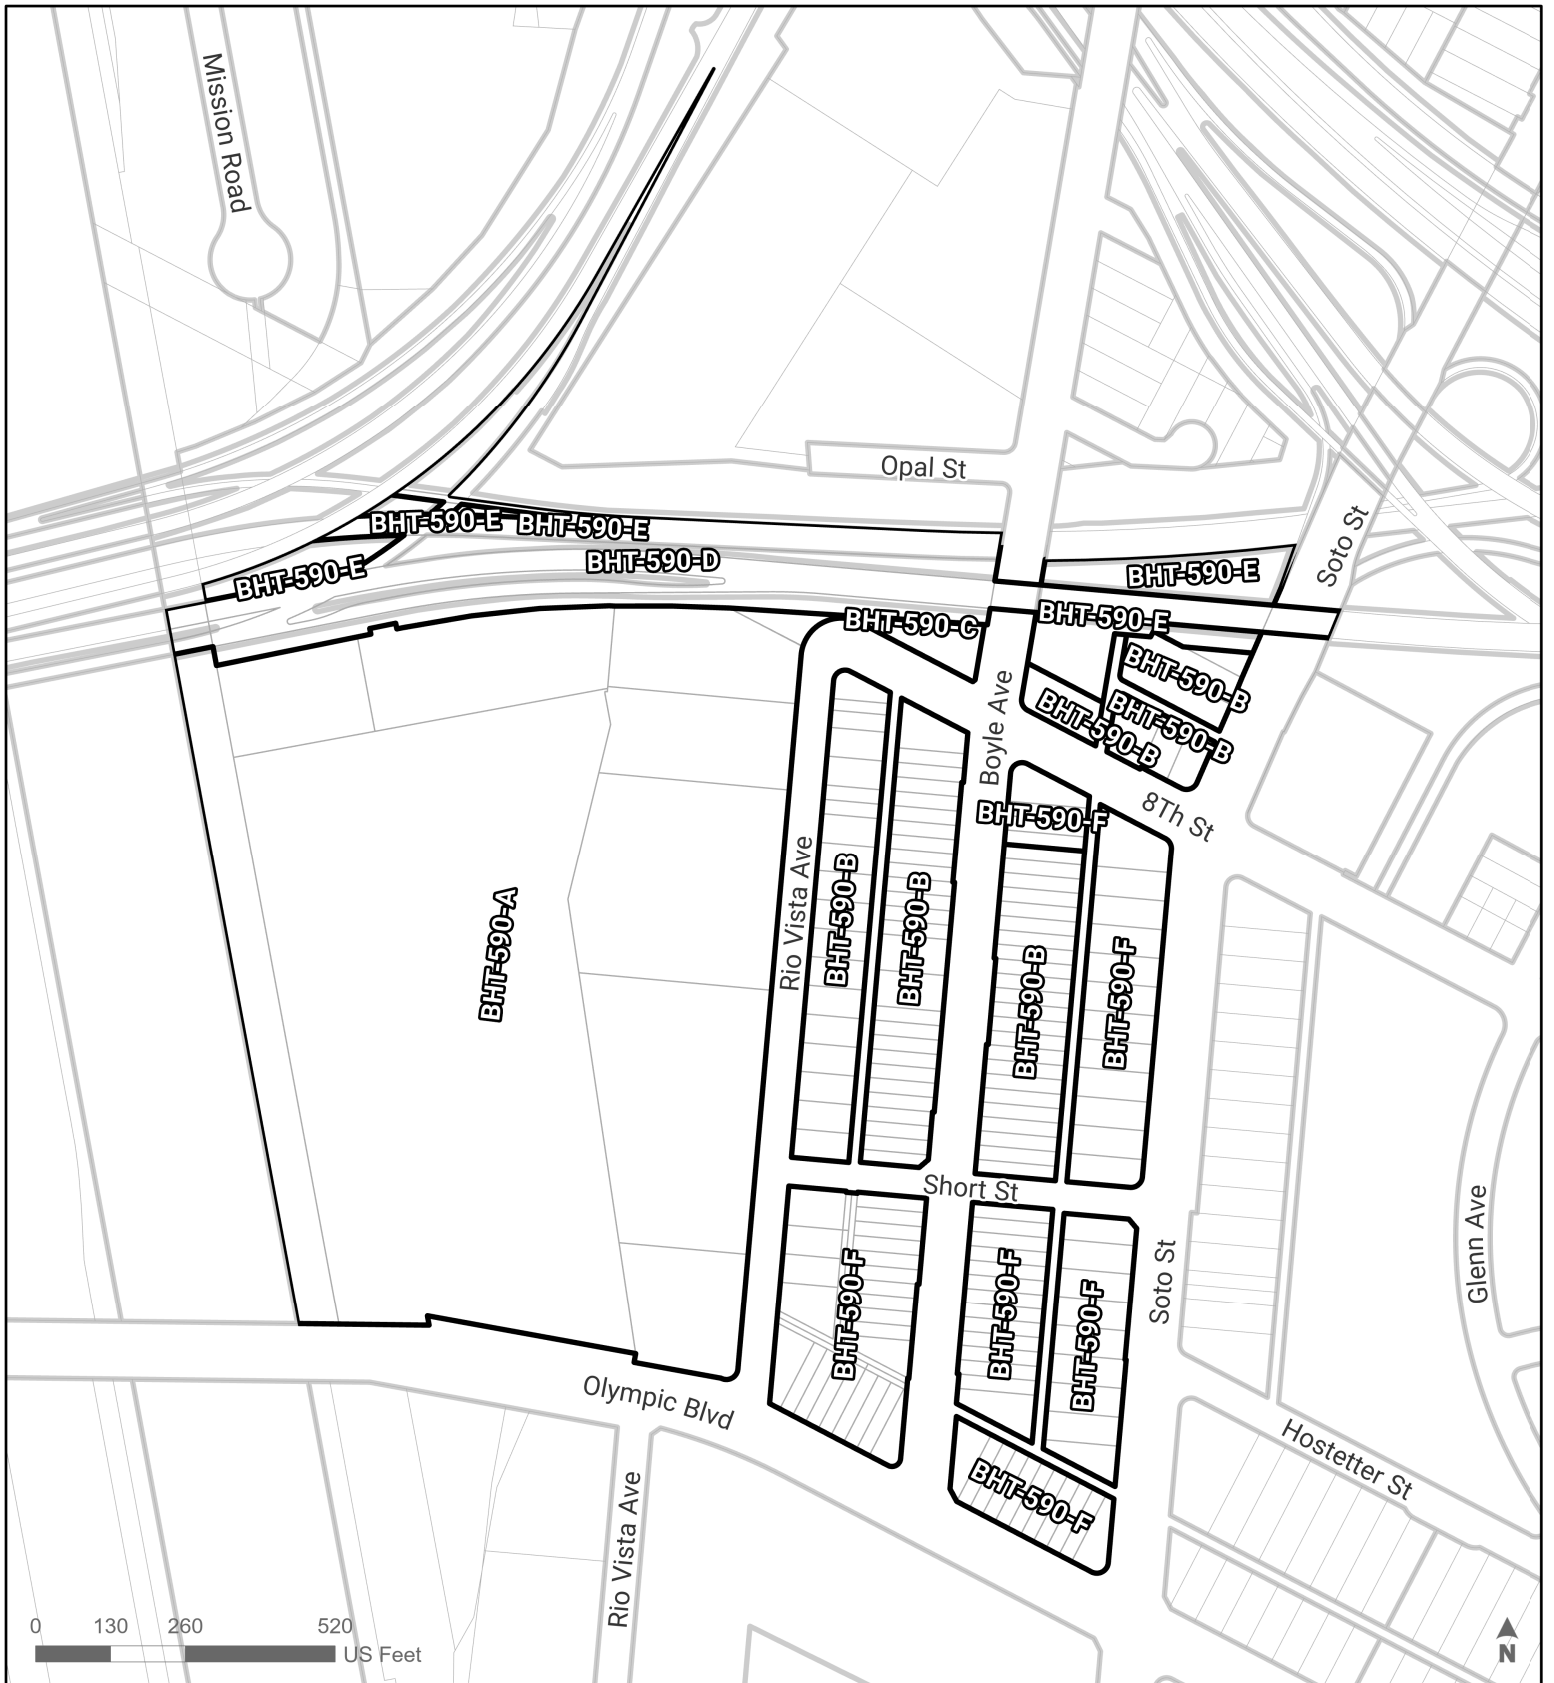 Mission Road
Opal St
Soto St
BHT-590-E
BHT-590-E
BHT-590-D
BHT-590-E
BHT-590-E
BHT-590-C
BHT-590-E
BHT-590-B
BHT-590-B
BHT-590-B
Boyle Ave
8Th St
BHT-590-F
Rio Vista Ave
BHT-590-B
BHT-590-B
BHT-590-A
BHT-590-B
BHT-590-F
Short St
Glenn Ave
Soto St
BHT-590-F
BHT-590-F
BHT-590-F
Olympic Blvd
Hostetter St
BHT-590-F
Rio Vista Ave
0 130 260 520
US Feet
N